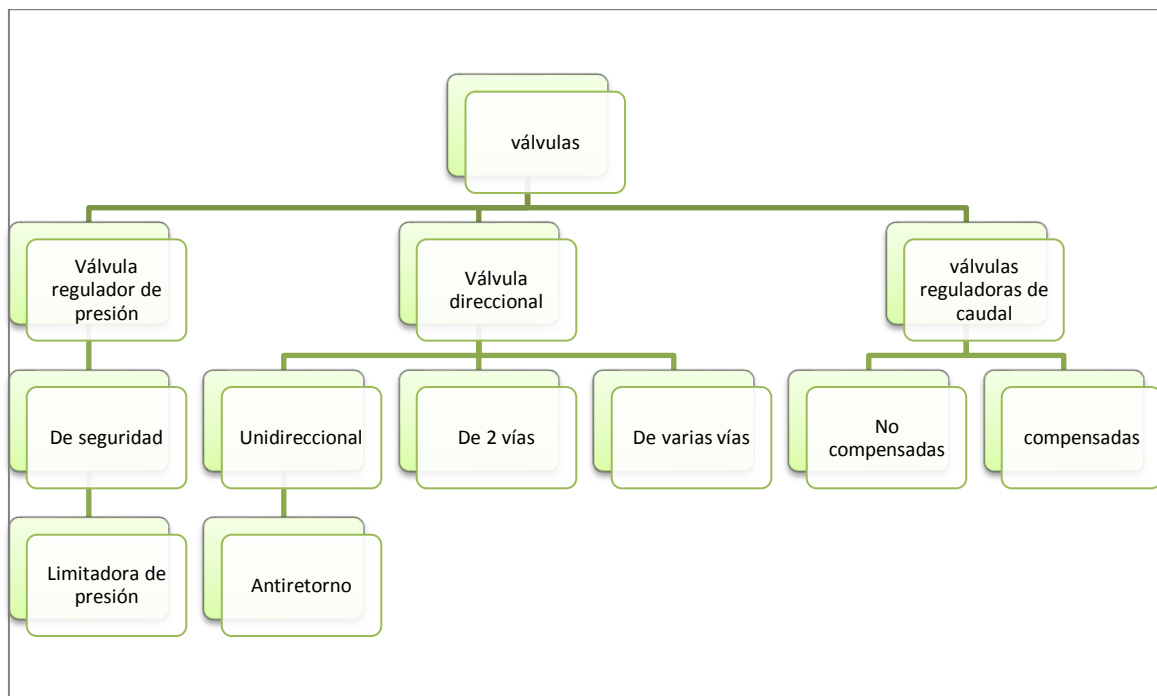 válvulas
Válvula
regulador de
presión
Válvula
direccional
válvulas
reguladoras de
caudal
De seguridad
Unidireccional
De 2 vías
De varias vías
No
compensadas
compensadas
Limitadora de
presión
Antiretorno